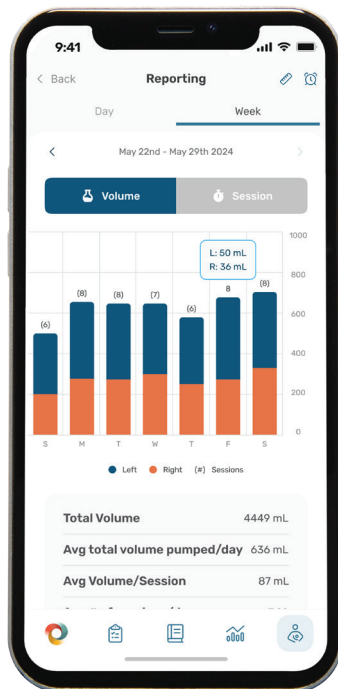 9:41
Back Reporting
Day Week
May 22nd - May 29th 2024
Volume Session
1000
L: 50 mL
R: 36 mL
800
(6) (8) (8) (7) (6) 8 (8)
600
400
200
0
S M T W T F S
Left Right (#) Sessions
Total Volume 4449 mL
Avg total volume pumped/day 636 mL
Avg Volume/Session 87 mL